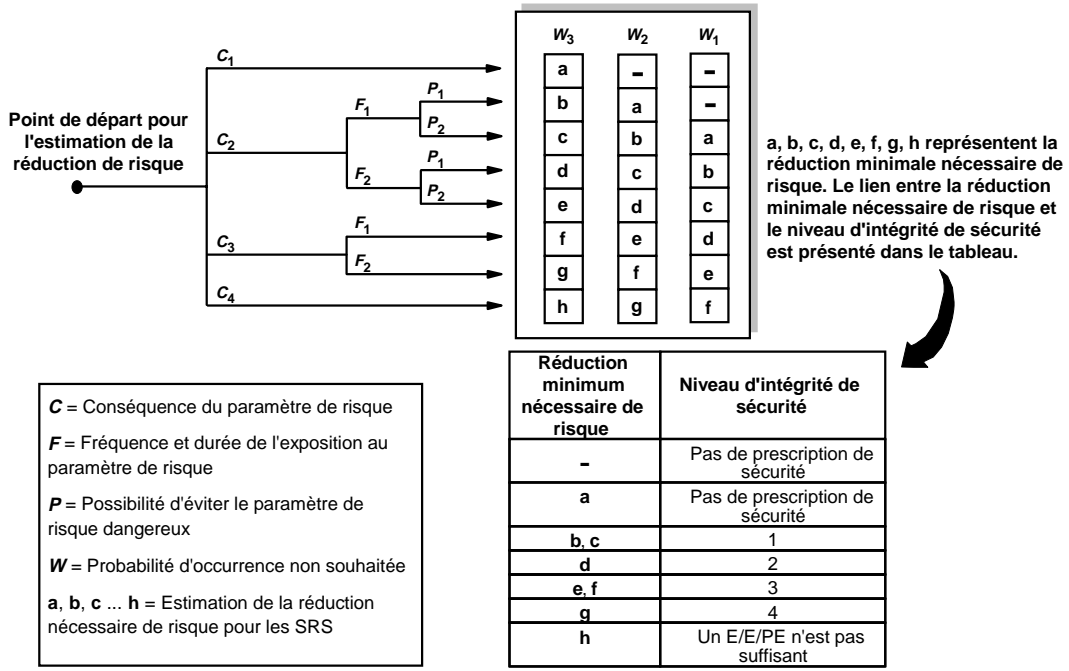 W3 W2 W1
C1
a - -
P1
b a -
F1
P2
c b a
Point de départ pour
l'estimation de la
réduction de risque
C2
P1
d c b
F2
P2
e d c
F1
f e d
C3
F2
g f e
C4
h g f
a, b, c, d, e, f, g, h représentent la
réduction minimale nécessaire de
risque. Le lien entre la réduction
minimale nécessaire de risque et
le niveau d'intégrité de sécurité
est présenté dans le tableau.
C = Conséquence du paramètre de risque
F = Fréquence et durée de l'exposition au
paramètre de risque
P = Possibilité d'éviter le paramètre de
risque dangereux
W = Probabilité d'occurrence non souhaitée
a, b, c ... h = Estimation de la réduction
nécessaire de risque pour les SRS
Réduction
minimum
nécessaire de
risque
Niveau d'intégrité de
sécurité
-
Pas de prescription de
sécurité
a
Pas de prescription de
sécurité
b, c 1
d 2
e, f 3
g 4
h
Un E/E/PE n'est pas
suffisant